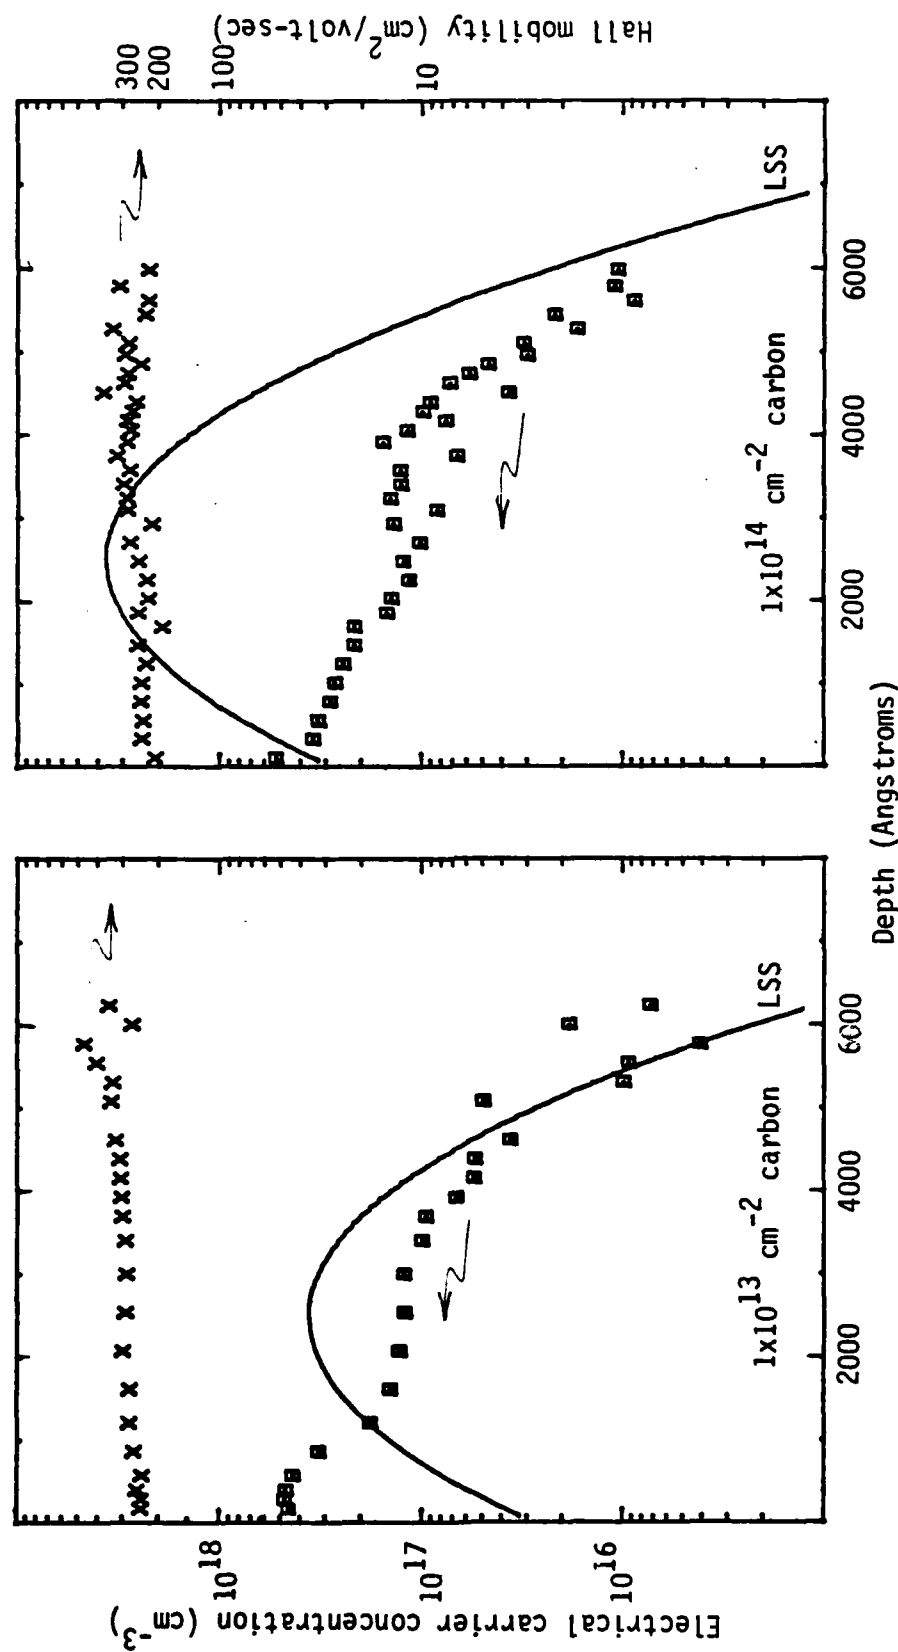 Hall mobility (cm²/volt-sec)
300
200
100
10
LSS
1x10¹⁴ cm⁻² carbon
2000
4000
6000
LSS
1x10¹³ cm⁻² carbon
2000
4000
6000
Depth (Angstroms)
10¹⁸
10¹⁷
10¹⁶
Electrical carrier concentration (cm⁻³)